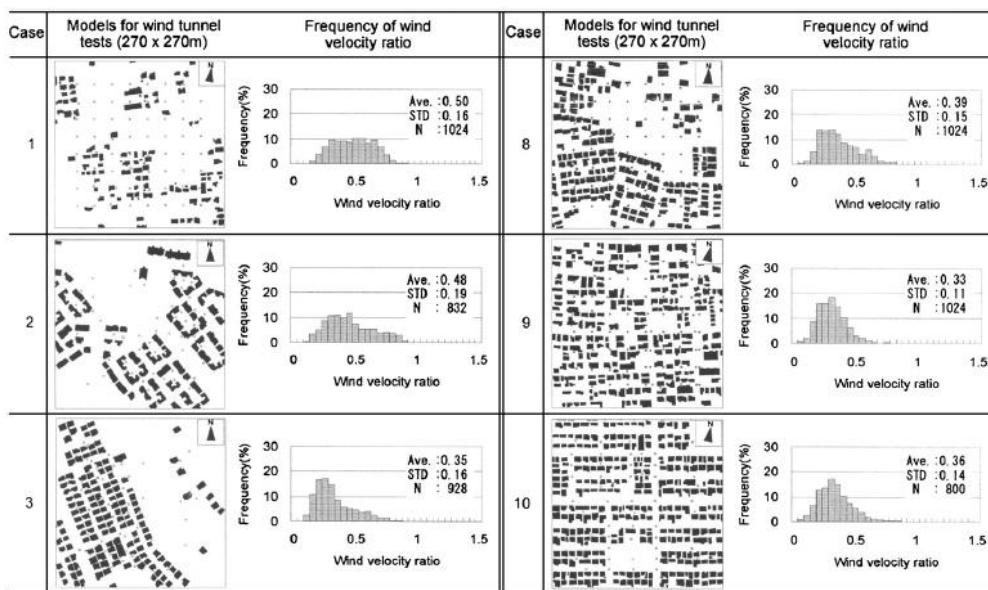 Case Models for wind tunnel tests (270 x 270m) Frequency of wind velocity ratio Case Models for wind tunnel tests (270 x 270m) Frequency of wind velocity ratio
1
N
Frequency(%)
30
20
10
0
Ave. :0.50
STD :0.16
N :1024
0 0.5 1 1.5
Wind velocity ratio
8
N
Frequency(%)
30
20
10
0
Ave. :0.39
STD :0.15
N :1024
0 0.5 1 1.5
Wind velocity ratio
2
N
Frequency(%)
30
20
10
0
Ave. :0.48
STD :0.19
N : 832
0 0.5 1 1.5
Wind velocity ratio
9
N
Frequency(%)
30
20
10
0
Ave. :0.33
STD :0.11
N :1024
0 0.5 1 1.5
Wind velocity ratio
3
N
Frequency(%)
30
20
10
0
Ave. :0.35
STD :0.16
N : 928
0 0.5 1 1.5
Wind velocity ratio
10
N
Frequency(%)
30
20
10
0
Ave. :0.36
STD :0.14
N : 800
0 0.5 1 1.5
Wind velocity ratio